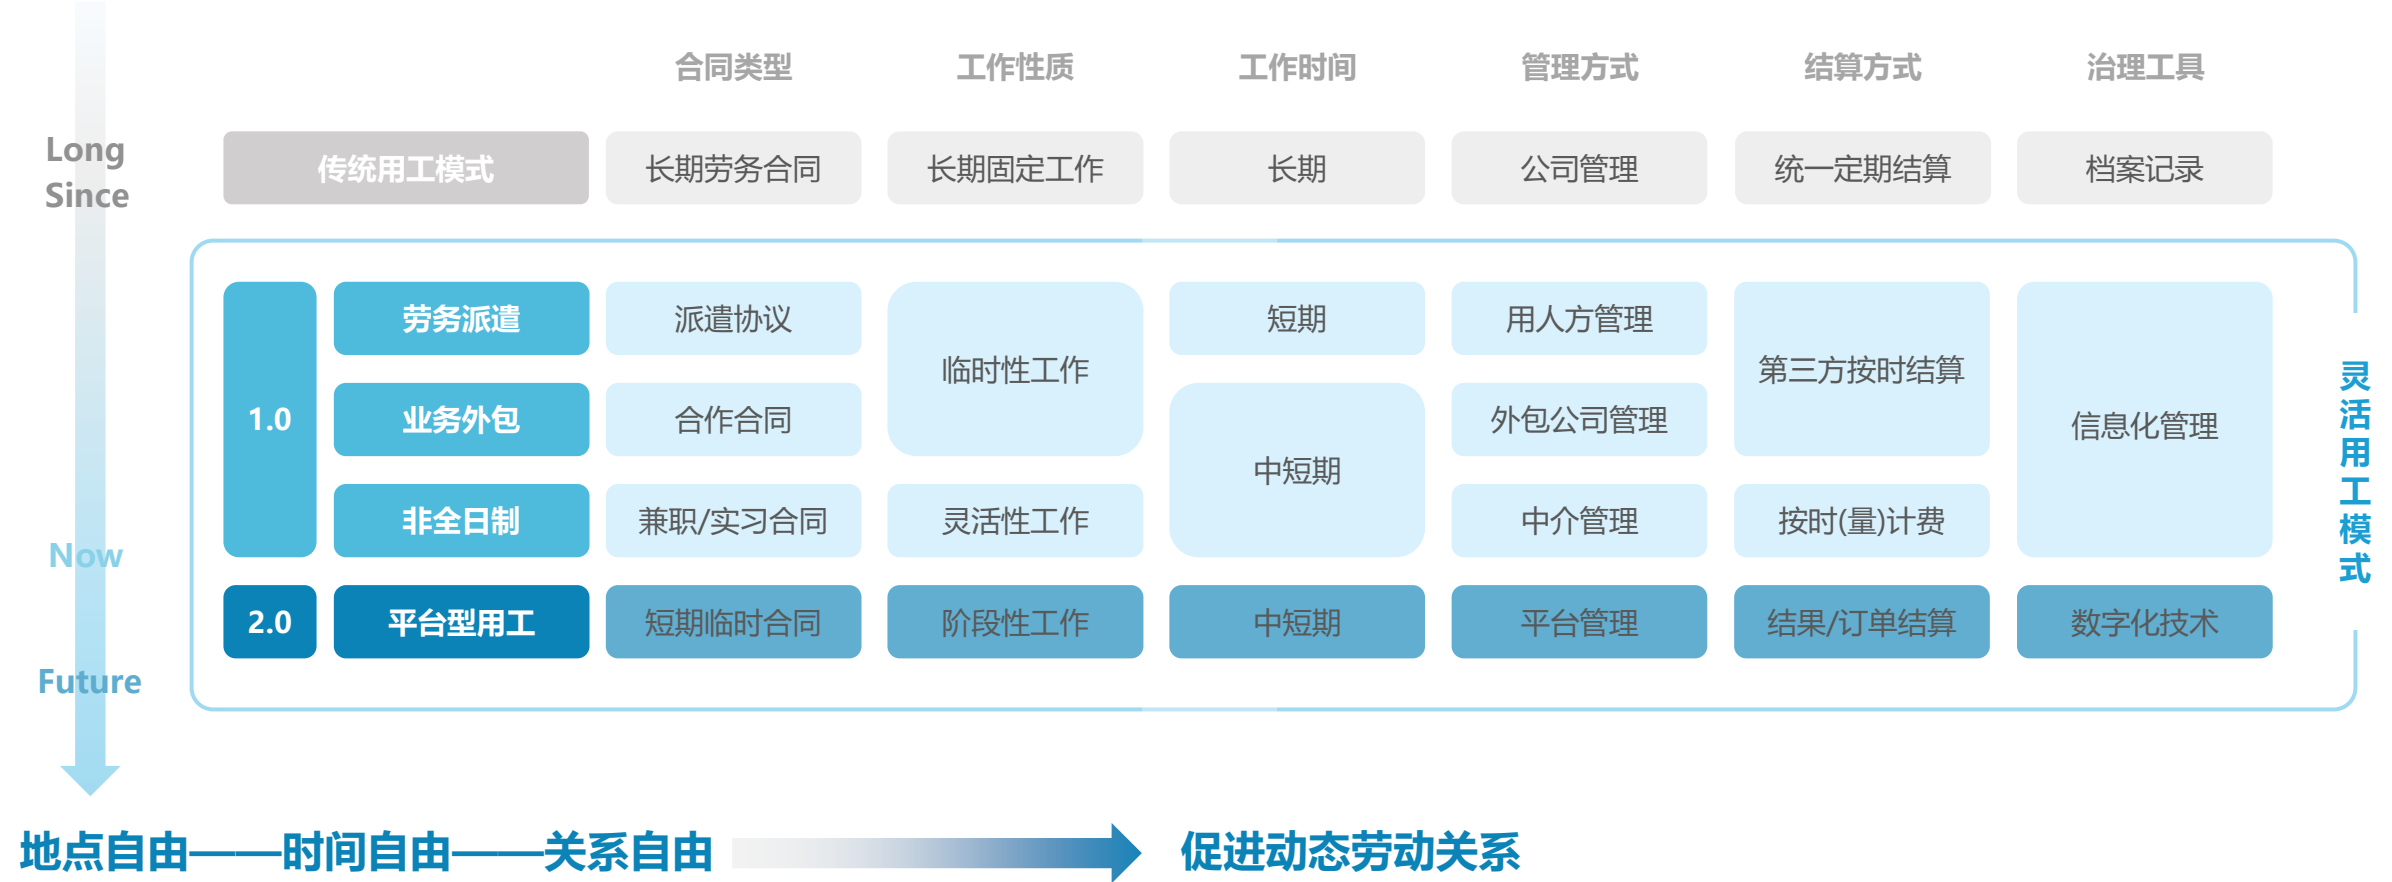 合同类型 工作性质 工作时间 管理方式 结算方式 治理工具
Long
Since
传统用工模式 长期劳务合同 长期固定工作 长期 公司管理 统一定期结算 档案记录
劳务派遣 派遣协议 短期 用人方管理
临时性工作 第三方按时结算
1.0 业务外包 合作合同 外包公司管理 信息化管理
中短期
非全日制 兼职/实习合同 灵活性工作 中介管理 按时(量)计费
Now
灵活用工模式
2.0 平台型用工 短期临时合同 阶段性工作 中短期 平台管理 结果/订单结算 数字化技术
Future
地点自由——时间自由——关系自由 促进动态劳动关系